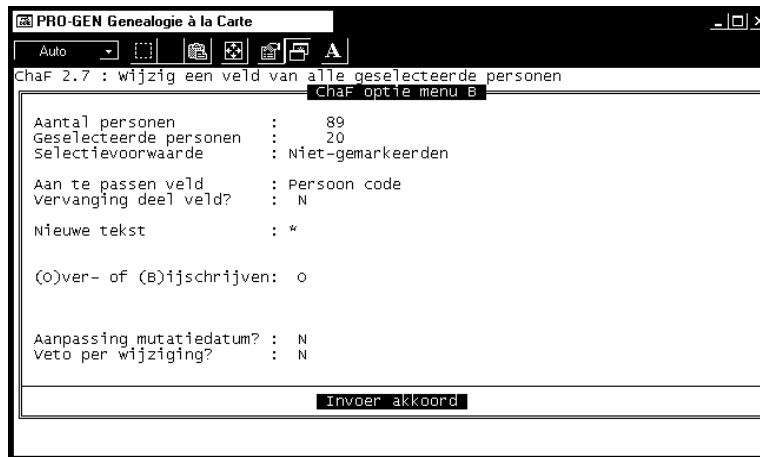 PRO-GEN Genealogie à la Carte
Auto
A
ChaF 2.7 : Wijzig een veld van alle geselecteerde personen
ChaF optie menu B
Aantal personen : 89
Geselecteerde personen : 20
Selectievoorwaarde : Niet-gemarkeerden
Aan te passen veld : Persoon code
Vervanging deel veld? : N
Nieuwe tekst : *
(O)ver- of (B)ijschrijven: O
Aanpassing mutatiedatum? : N
Veto per wijziging? : N
Invoer akkoord